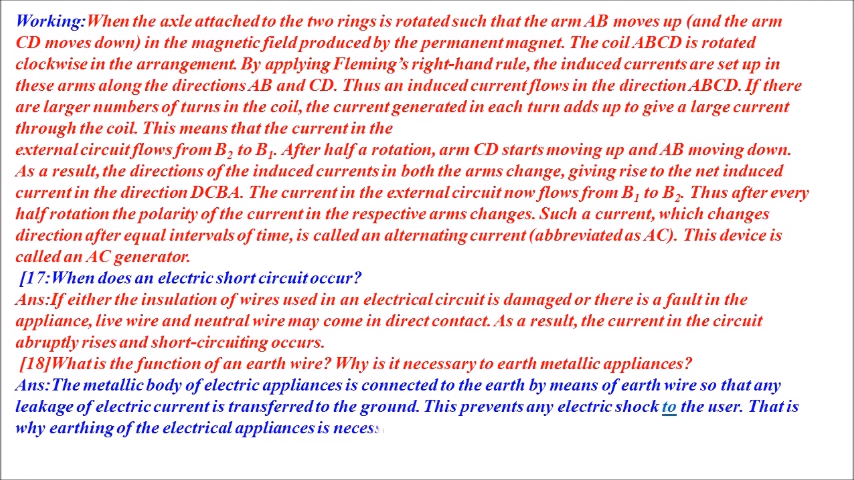 Working:When the axle attached to the two rings is rotated such that the arm AB moves up (and the arm
CD moves down) in the magnetic field produced by the permanent magnet. The coil ABCD is rotated
clockwise in the arrangement. By applying Fleming’s right-hand rule, the induced currents are set up in
these arms along the directions AB and CD. Thus an induced current flows in the direction ABCD. If there
are larger numbers of turns in the coil, the current generated in each turn adds up to give a large current
through the coil. This means that the current in the
external circuit flows from B2 to B1. After half a rotation, arm CD starts moving up and AB moving down.
As a result, the directions of the induced currents in both the arms change, giving rise to the net induced
current in the direction DCBA. The current in the external circuit now flows from B1 to B2. Thus after every
half rotation the polarity of the current in the respective arms changes. Such a current, which changes
direction after equal intervals of time, is called an alternating current (abbreviated as AC). This device is
called an AC generator.
[17:When does an electric short circuit occur?
Ans:If either the insulation of wires used in an electrical circuit is damaged or there is a fault in the
appliance, live wire and neutral wire may come in direct contact. As a result, the current in the circuit
abruptly rises and short-circuiting occurs.
[18]What is the function of an earth wire? Why is it necessary to earth metallic appliances?
Ans:The metallic body of electric appliances is connected to the earth by means of earth wire so that any
leakage of electric current is transferred to the ground. This prevents any electric shock to the user. That is
why earthing of the electrical appliances is neces